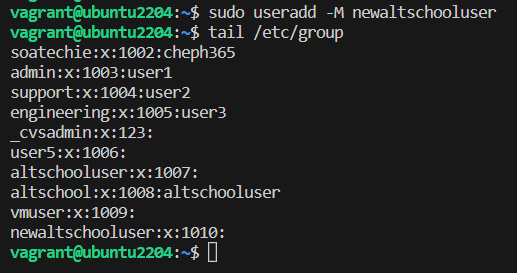 vagrant@ubuntu2204:~$ sudo useradd -M newaltschooluser
vagrant@ubuntu2204:~$ tail /etc/group
soatechie:x:1002:cheph365
admin:x:1003:user1
support:x:1004:user2
engineering:x:1005:user3
_cvsadmin:x:123:
user5:x:1006:
altschooluser:x:1007:
altschool:x:1008:altschooluser
vmuser:x:1009:
newaltschooluser:x:1010:
vagrant@ubuntu2204:~$